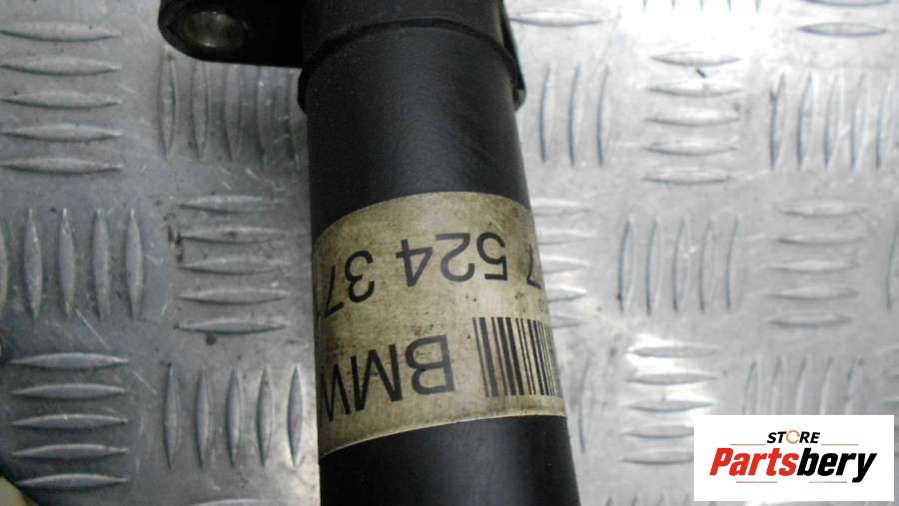 BMW
7 524 37
STORE
Partsbery